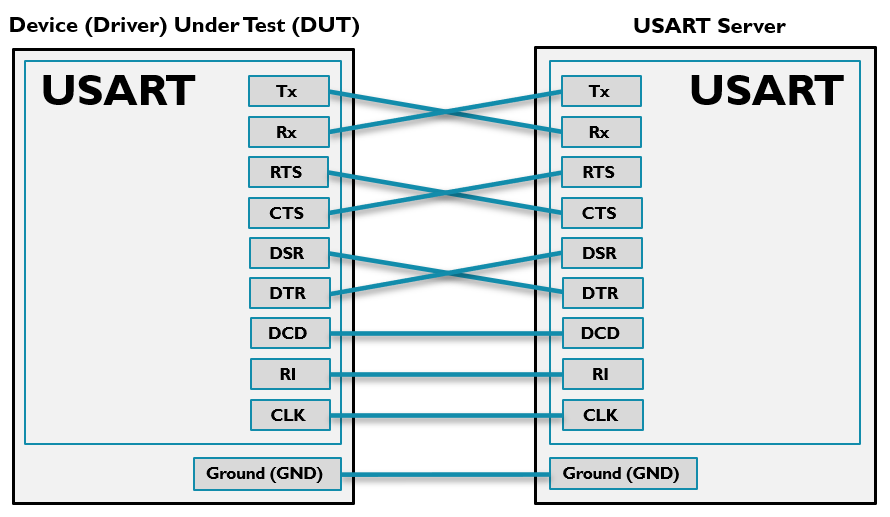 Device (Driver) Under Test (DUT)
USART Server
USART
USART
Tx
Tx
Rx
Rx
RTS
RTS
CTS
CTS
DSR
DSR
DTR
DTR
DCD
DCD
RI
RI
CLK
CLK
Ground (GND)
Ground (GND)